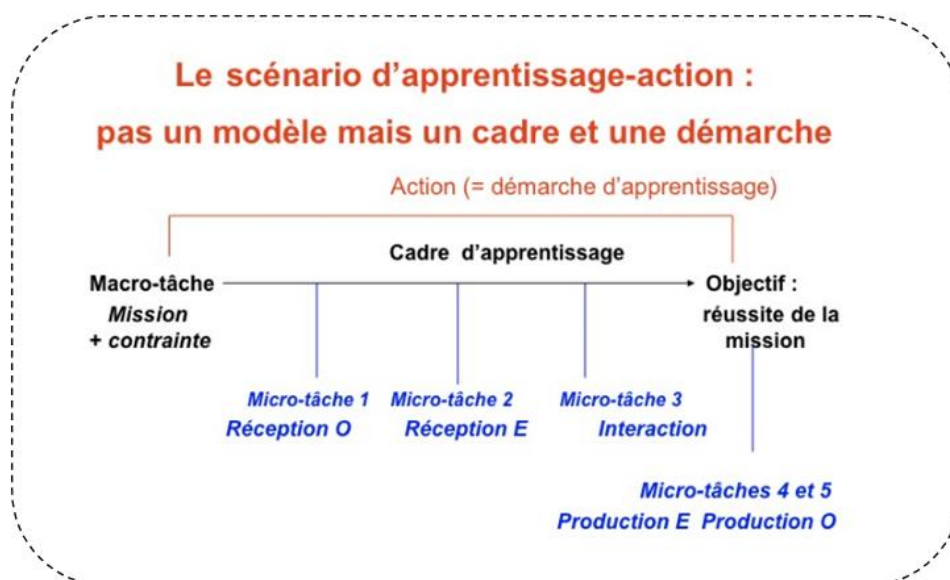 Le scénario d'apprentissage-action :
pas un modèle mais un cadre et une démarche
Action (= démarche d'apprentissage)
Cadre d'apprentissage
Macro-tâche
Mission
+ contrainte
Objectif :
réussite de la
mission
Micro-tâche 1
Réception O
Micro-tâche 2
Réception E
Micro-tâche 3
Interaction
Micro-tâches 4 et 5
Production E Production O